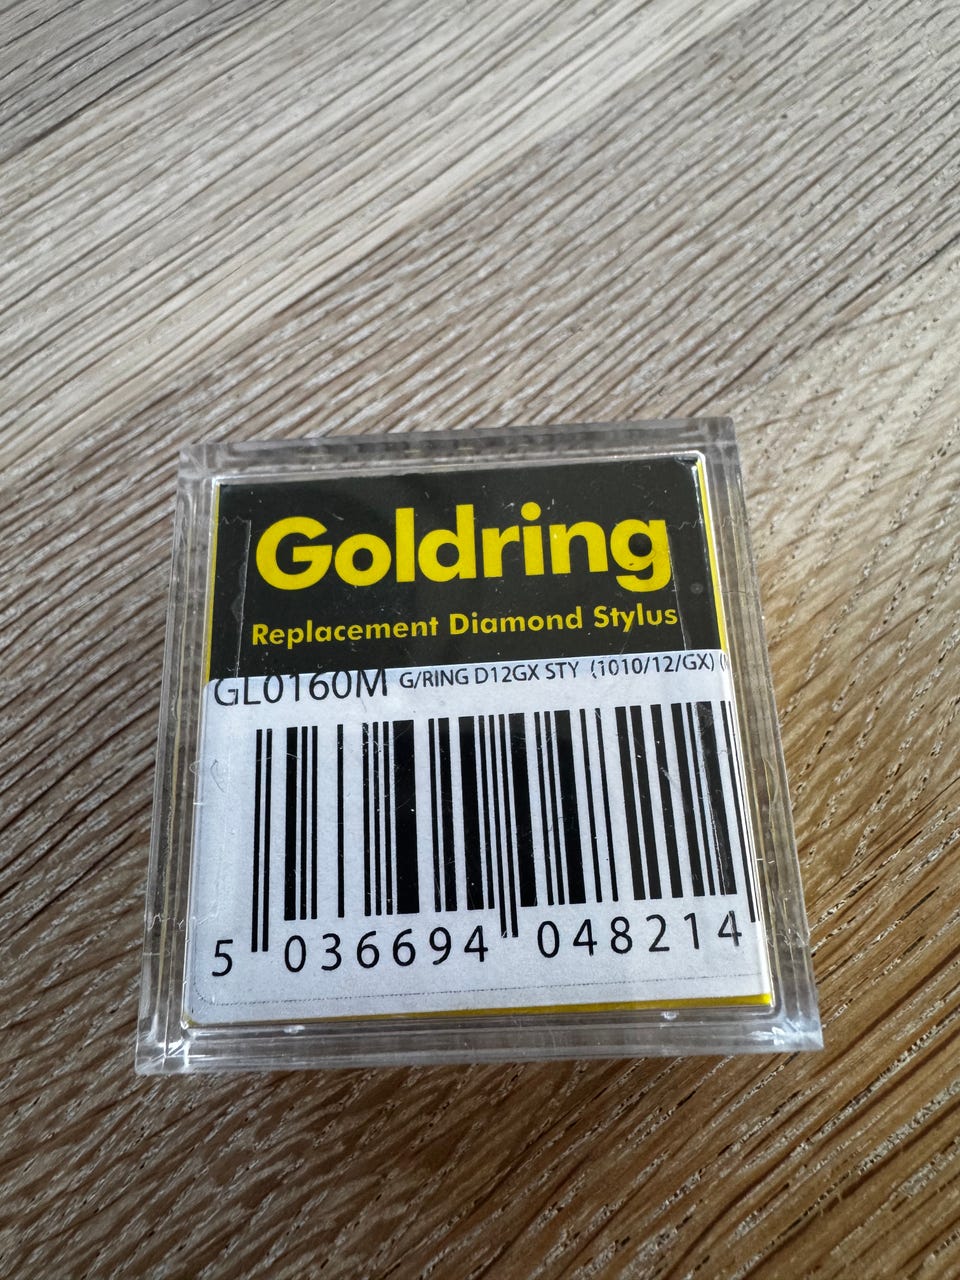 Goldring
Replacement Diamond Stylus
GL0160M G/RING D12GX STY (1010/12/GX)
5 036694 048214